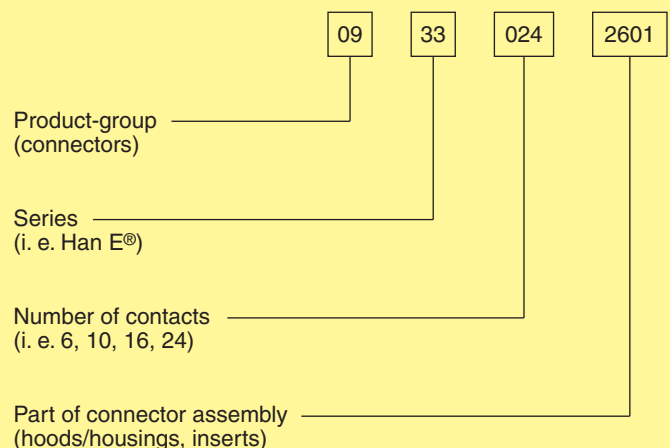 09 33 024 2601
Product-group
(connectors)
Series
(i. e. Han E®)
Number of contacts
(i. e. 6, 10, 16, 24)
Part of connector assembly
(hoods/housings, inserts)